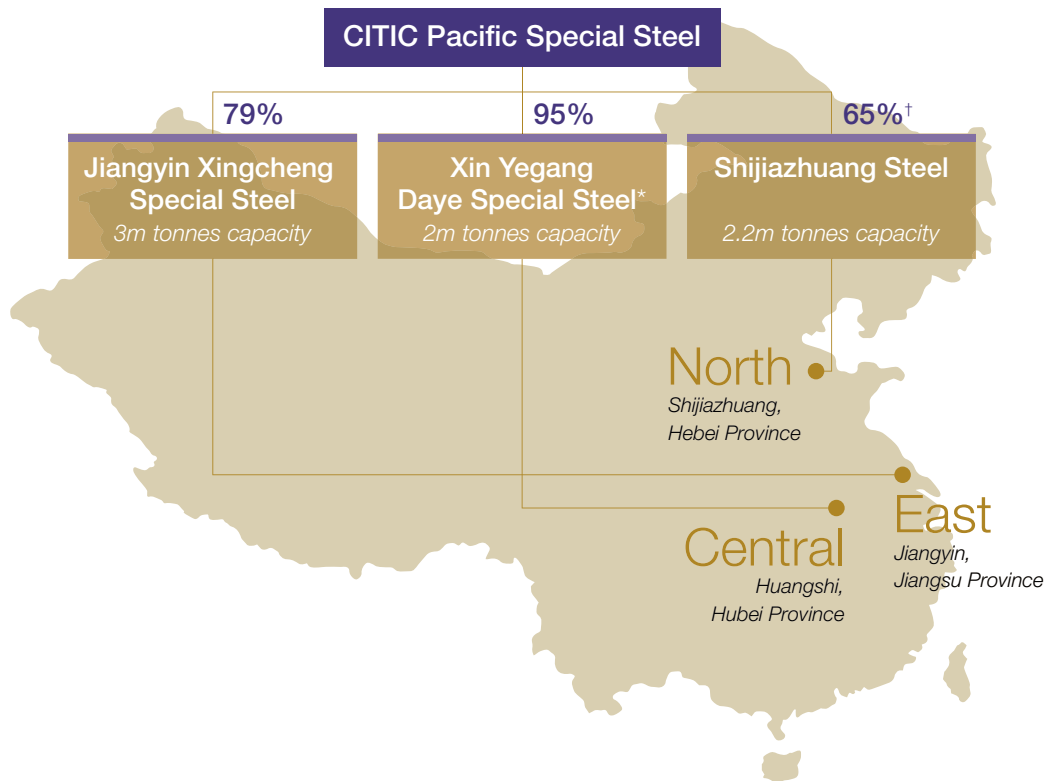 CITIC Pacific Special Steel
79%
95%
65%†
Jiangyin Xingcheng
Special Steel
3m tonnes capacity
Xin Yegang
Daye Special Steel*
2m tonnes capacity
Shijiazhuang Steel
2.2m tonnes capacity
North
Shijiazhuang,
Hebei Province
East
Jiangyin,
Jiangsu Province
Central
Huangshi,
Hubei Province